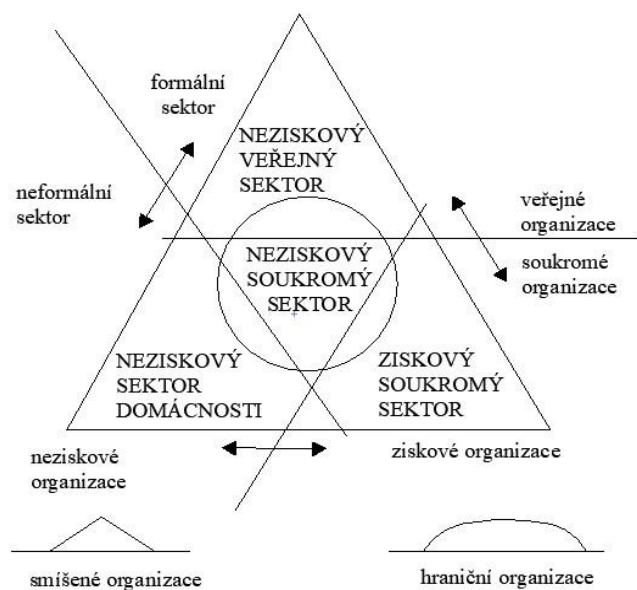 formální
sektor
neformální
sektor
NEZISKOVÝ
VEŘEJNÝ
SEKTOR
veřejné
organizace
soukromé
organizace
NEZISKOVÝ
SOUKROMÝ
SEKTOR
NEZISKOVÝ
SEKTOR
DOMÁCNOSTI
ZISKOVÝ
SOUKROMÝ
SEKTOR
neziskové
organizace
ziskové organizace
smíšené organizace
hraniční organizace